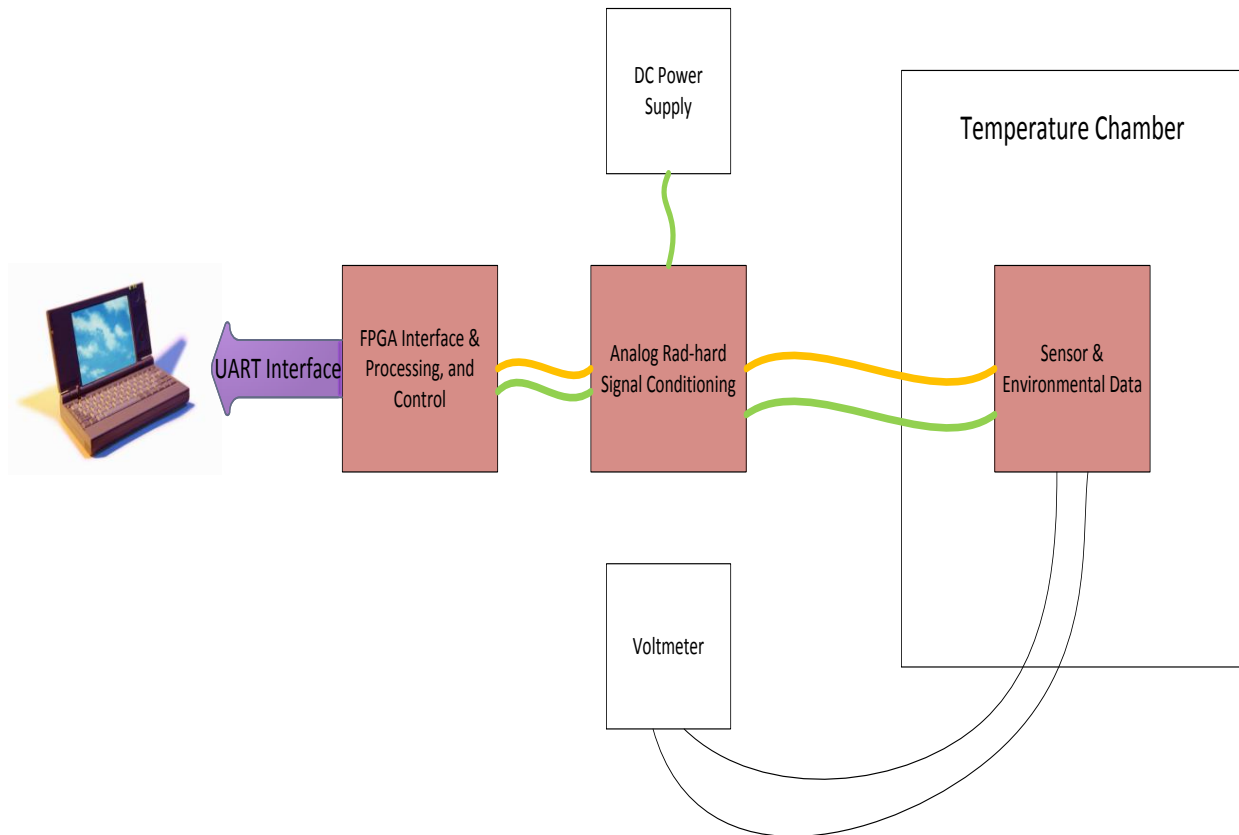 DC Power
Supply
Temperature Chamber
UART Interface
FPGA Interface &
Processing, and
Control
Analog Rad-hard
Signal Conditioning
Sensor &
Environmental Data
Voltmeter